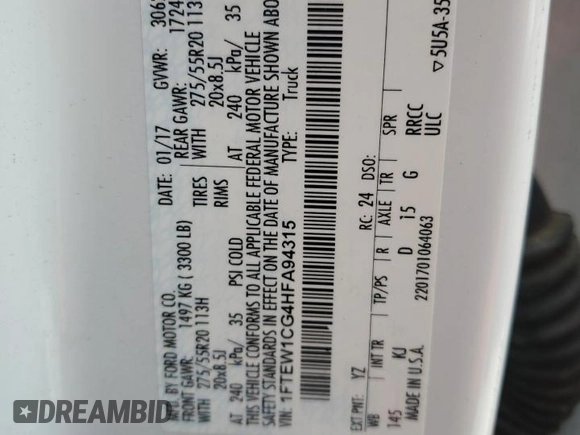 MFD. BY FORD MOTOR CO.
DATE: 01/17 GVWR: 306
FRONT GAWR: 1497 KG ( 3300 LB)
REAR GAWR: 1724
WITH 275/55R20 113H TIRES WITH 275/55R20 113
20x8.5J RIMS 20x8.5J
AT 240 kPa/ 35 PSI COLD AT 240 kPa/ 35
THIS VEHICLE CONFORMS TO ALL APPLICABLE FEDERAL MOTOR VEHICLE
SAFETY STANDARDS IN EFFECT ON THE DATE OF MANUFACTURE SHOWN ABO
VIN: 1FTEW1CG4HFA94315 TYPE: Truck
EXT PNT: YZ RC: 24 DSO:
WB INT TR TP/PS R AXLE TR SPR
145 KJ D 15 G RRCC
MADE IN U.S.A. 2201701064063 ULC
▽ 5U5A-35
DREAMBID